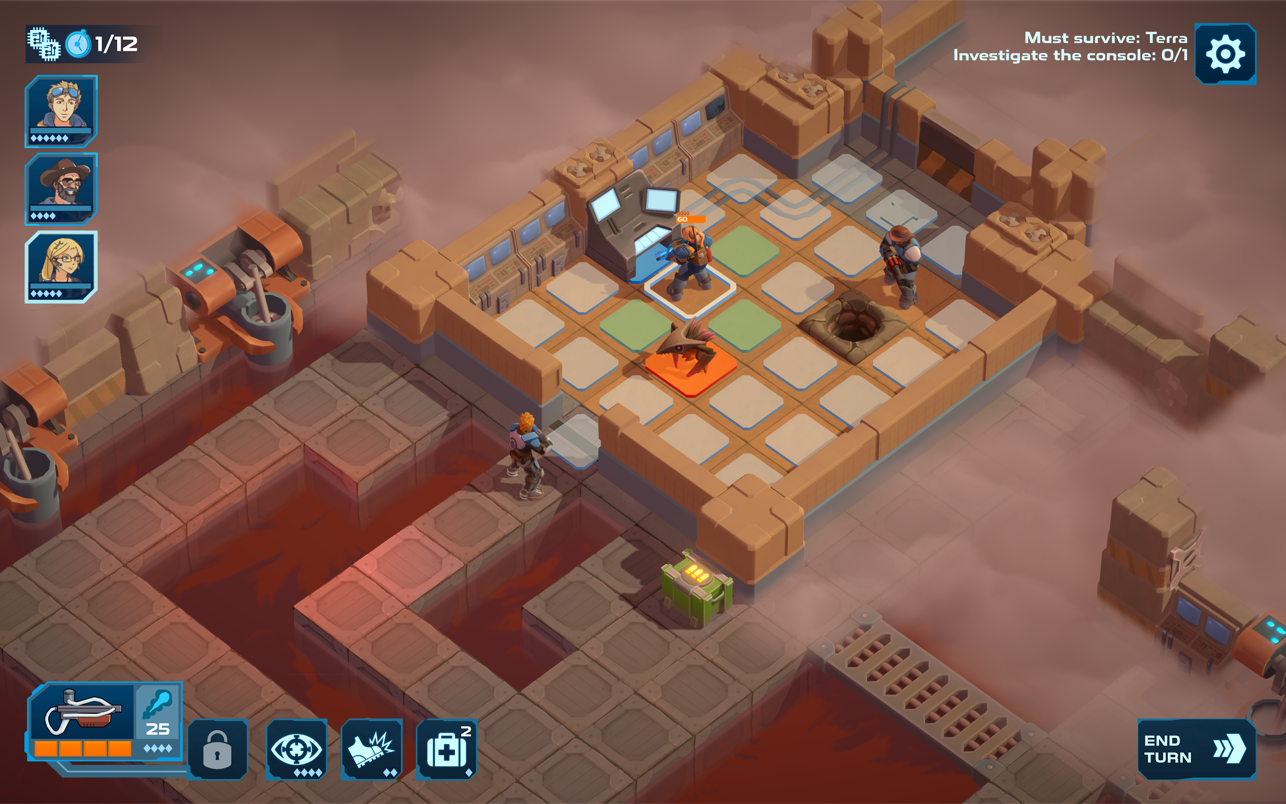 1/12
Must survive: Terra
Investigate the console: 0/1
60
25
2
END
TURN